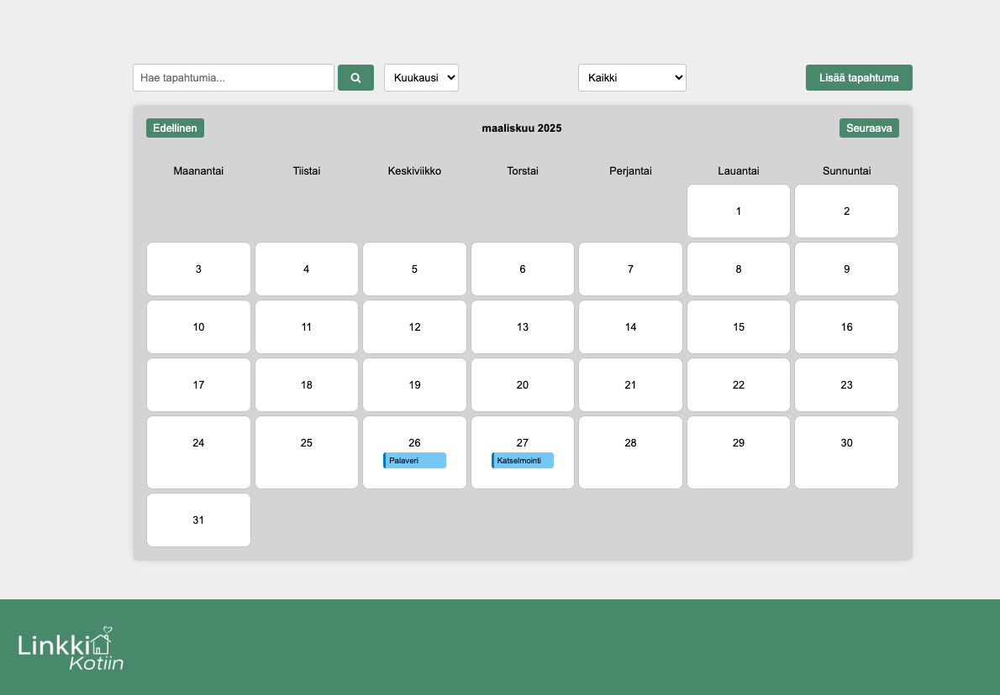 Hae tapahtumia... Kuukausi Kaikki Lisää tapahtuma
Edellinen maaliskuu 2025 Seuraava
Maanantai Tiistai Keskiviikko Torstai Perjantai Lauantai Sunnuntai
1 2
3 4 5 6 7 8 9
10 11 12 13 14 15 16
17 18 19 20 21 22 23
24 25 26 27 28 29 30
Palaveri Katselmointi
31
Linkki
Kotiin